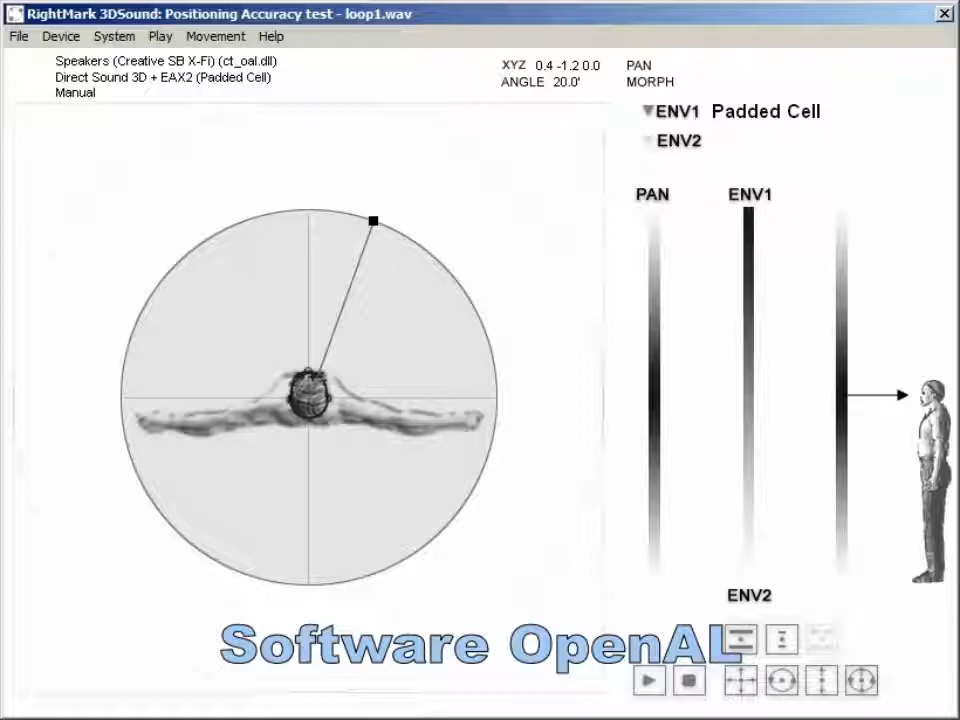 RightMark 3DSound: Positioning Accuracy test - loop1.wav
File Device System Play Movement Help
Speakers (Creative SB X-Fi) (ct_oal.dll)
Direct Sound 3D + EAX2 (Padded Cell)
Manual
XYZ 0.4 -1.2 0.0
ANGLE 20.0'
PAN
MORPH
ENV1 Padded Cell
ENV2
PAN
ENV1
ENV2
Software OpenAL